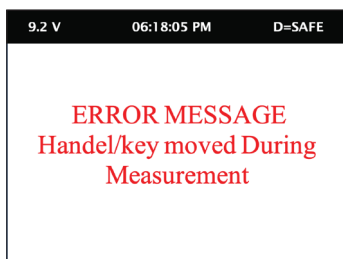 9.2 V 06:18:05 PM D=SAFE
ERROR MESSAGE
Handel/key moved During
Measurement